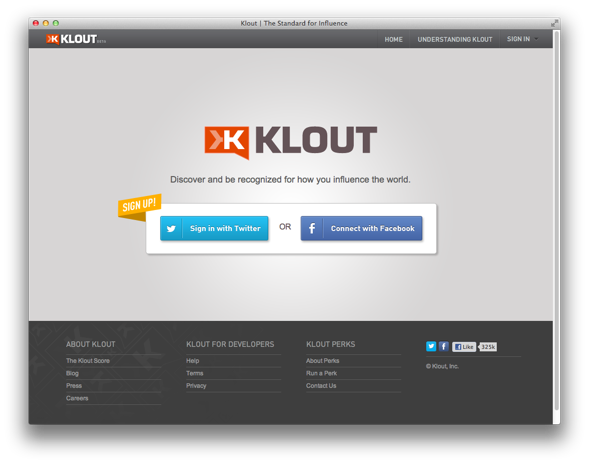 Klout | The Standard for Influence
KLOUT beta
HOME UNDERSTANDING KLOUT SIGN IN
KLOUT
Discover and be recognized for how you influence the world.
SIGN UP!
Sign in with Twitter OR Connect with Facebook
ABOUT KLOUT
The Klout Score
Blog
Press
Careers
KLOUT FOR DEVELOPERS
Help
Terms
Privacy
KLOUT PERKS
About Perks
Run a Perk
Contact Us
Like 325k
© Klout, Inc.